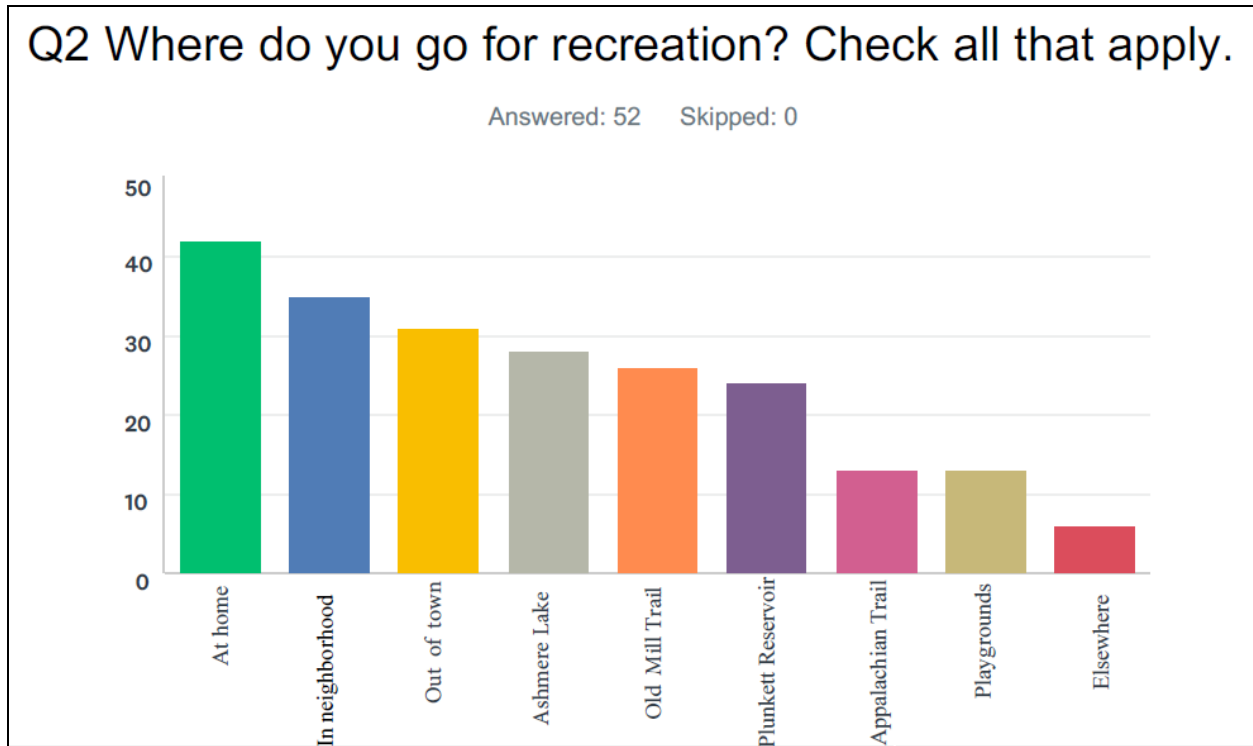 Q2 Where do you go for recreation? Check all that apply.
Answered: 52 Skipped: 0
50
40
30
20
10
0
At home
In neighborhood
Out of town
Ashmere Lake
Old Mill Trail
Plunkett Reservoir
Appalachian Trail
Playgrounds
Elsewhere